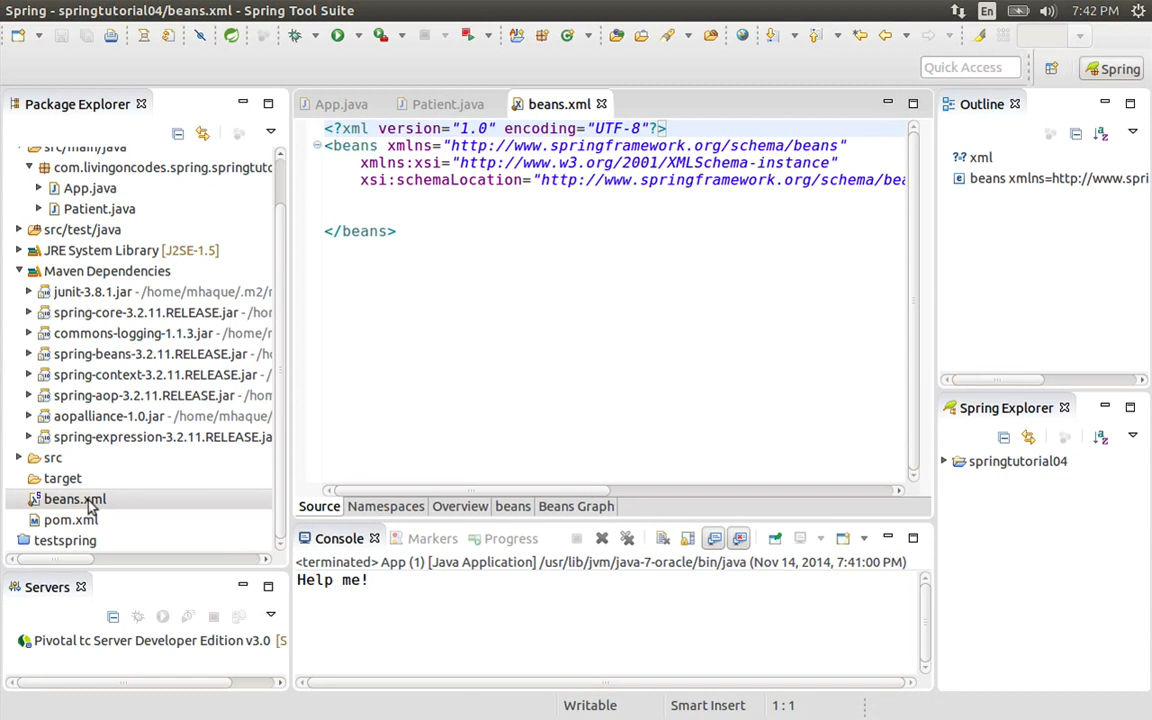 Spring - springtutorial04/beans.xml - Spring Tool Suite
En
7:42 PM
Quick Access
Spring
Package Explorer
src/main/java
com.livingoncodes.spring.springtuto
App.java
Patient.java
src/test/java
JRE System Library [J2SE-1.5]
Maven Dependencies
junit-3.8.1.jar - /home/mhaque/.m2/r
spring-core-3.2.11.RELEASE.jar - /ho
commons-logging-1.1.3.jar - /home/m
spring-beans-3.2.11.RELEASE.jar - /h
spring-context-3.2.11.RELEASE.jar - /
spring-aop-3.2.11.RELEASE.jar - /hom
aopalliance-1.0.jar - /home/mhaque/
spring-expression-3.2.11.RELEASE.ja
src
target
beans.xml
pom.xml
testspring
Servers
Pivotal tc Server Developer Edition v3.0 [S
App.java
Patient.java
beans.xml
<?xml version="1.0" encoding="UTF-8"?>
<beans xmlns="http://www.springframework.org/schema/beans"
xmlns:xsi="http://www.w3.org/2001/XMLSchema-instance"
xsi:schemaLocation="http://www.springframework.org/schema/bea
</beans>
Source
Namespaces
Overview
beans
Beans Graph
Console
Markers
Progress
<terminated> App (1) [Java Application] /usr/lib/jvm/java-7-oracle/bin/java (Nov 14, 2014, 7:41:00 PM)
Help me!
Outline
xml
beans xmlns=http://www.spri
Spring Explorer
springtutorial04
Writable
Smart Insert
1 : 1